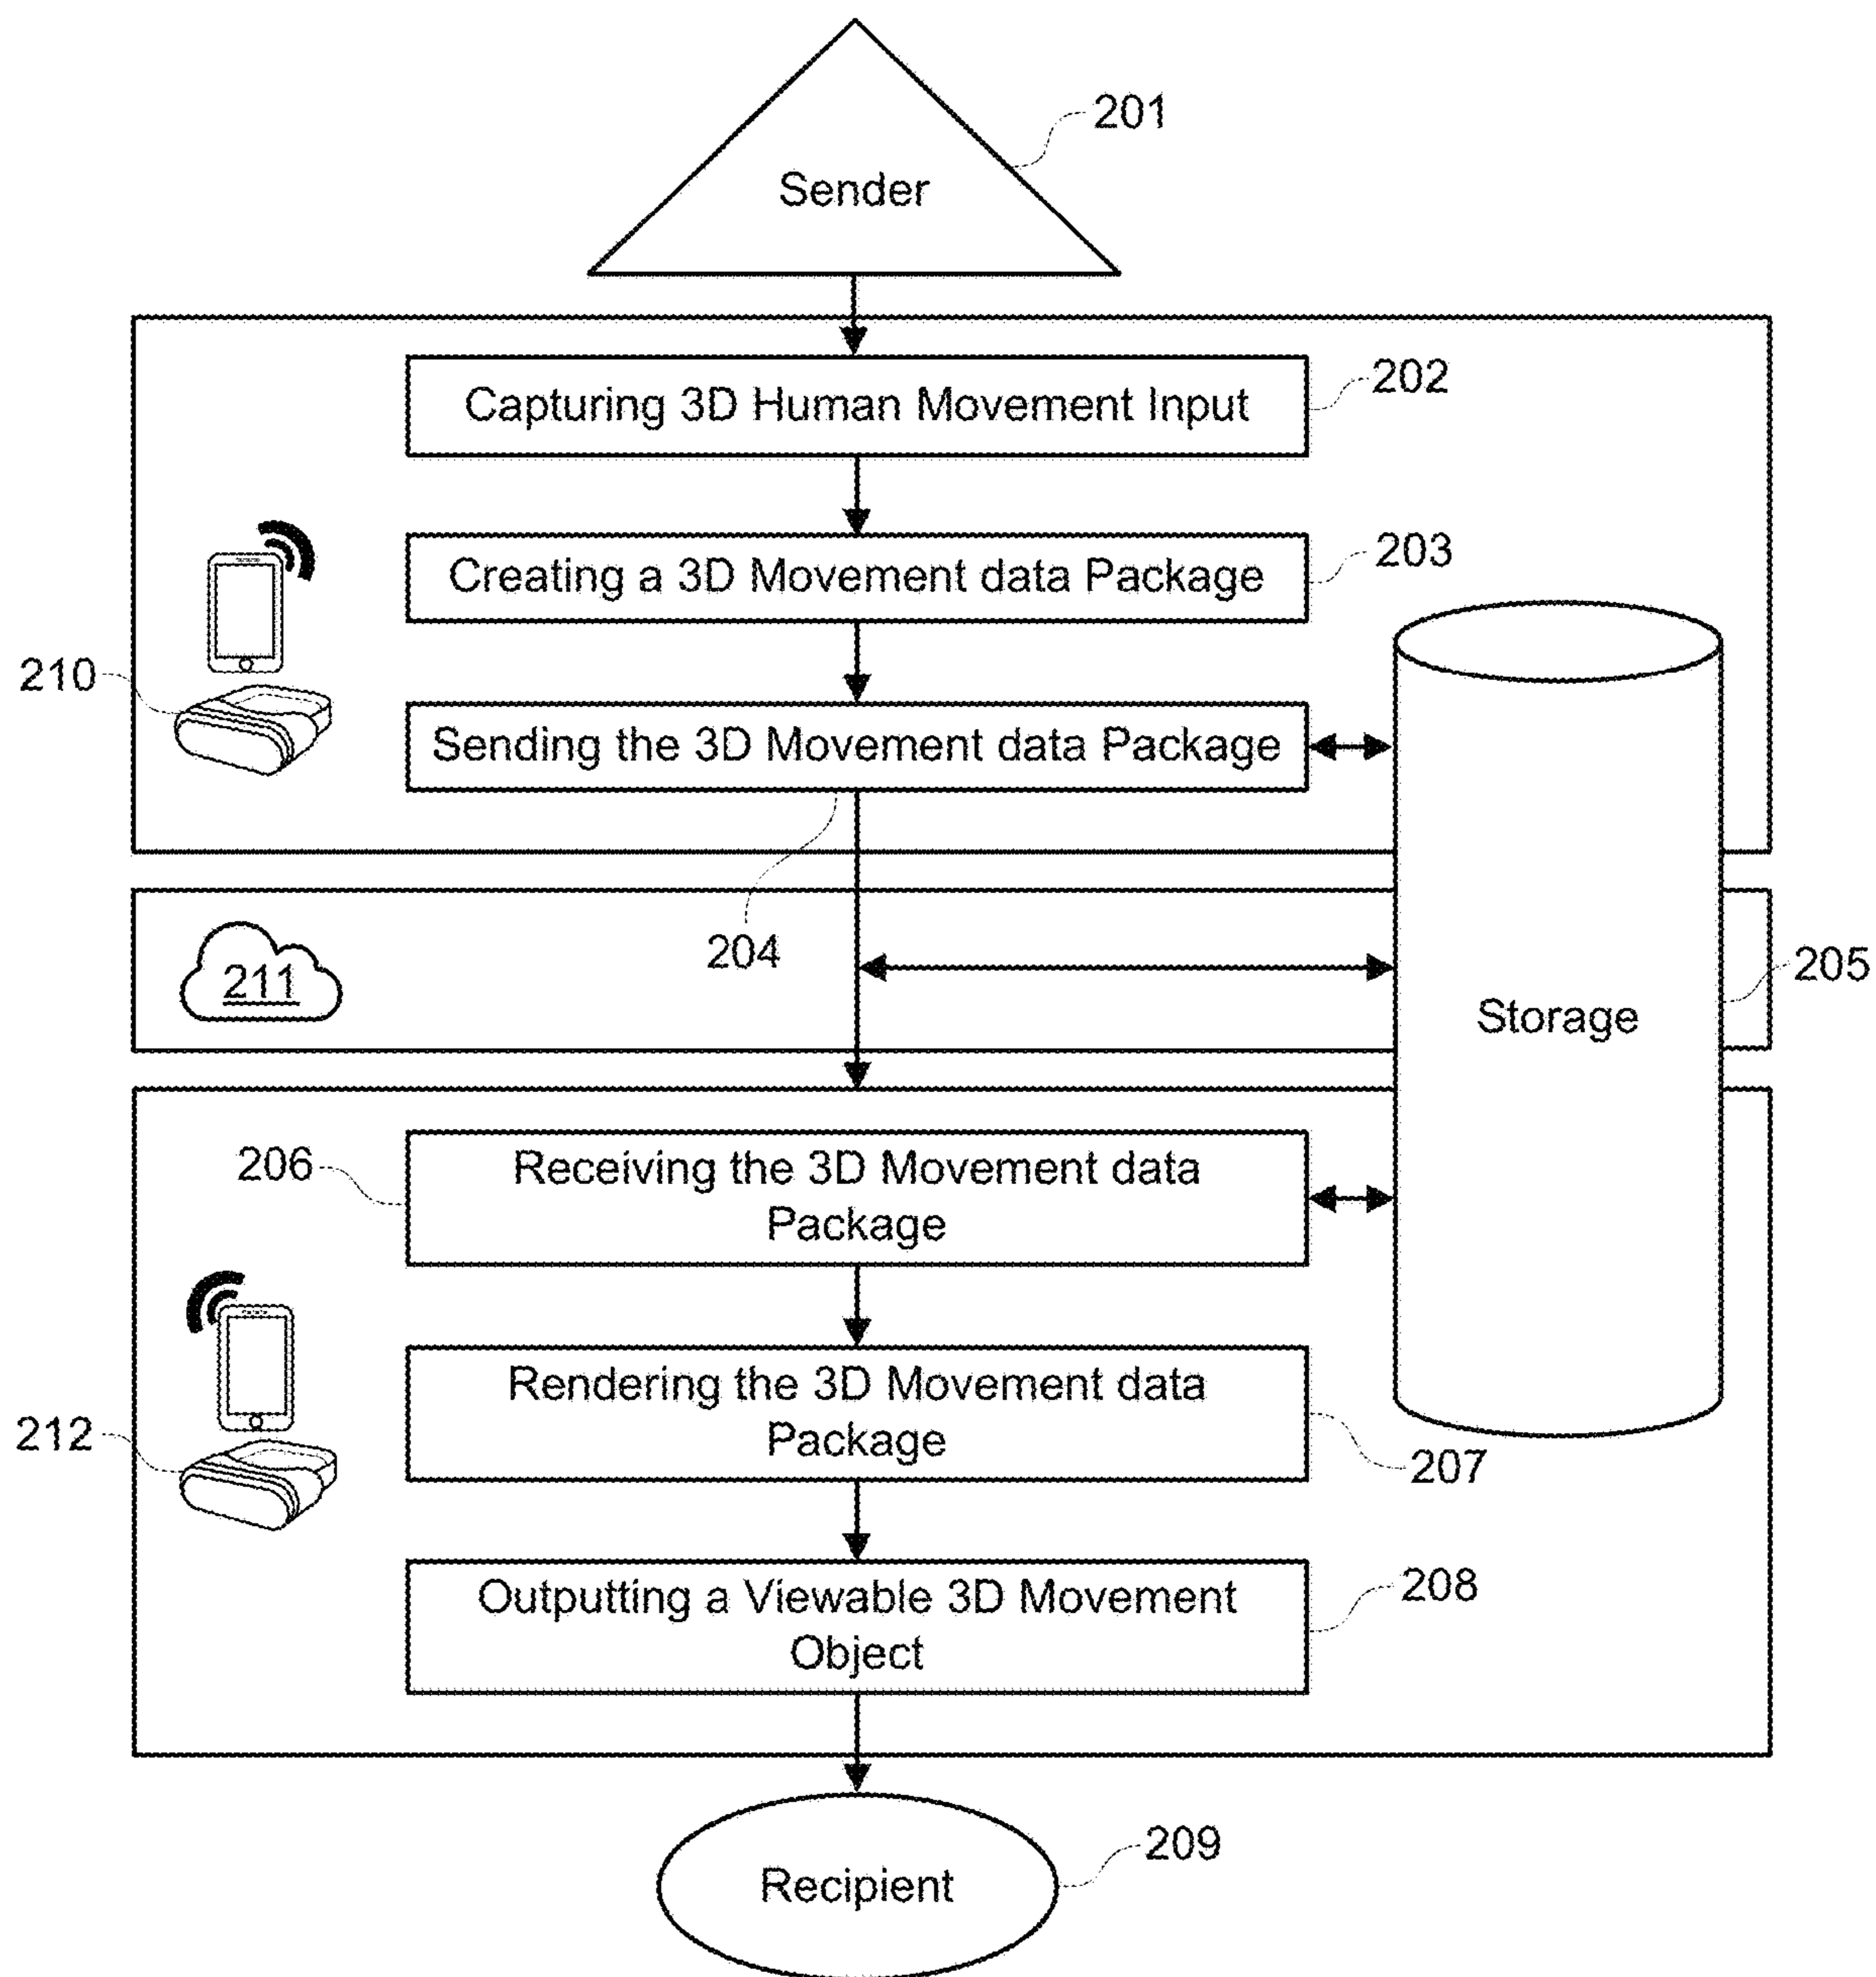 201
Sender
202
Capturing 3D Human Movement Input
203
Creating a 3D Movement data Package
210
Sending the 3D Movement data Package
204
211
205
Storage
206
Receiving the 3D Movement data
Package
Rendering the 3D Movement data
Package
212
207
208
Outputting a Viewable 3D Movement
Object
209
Recipient